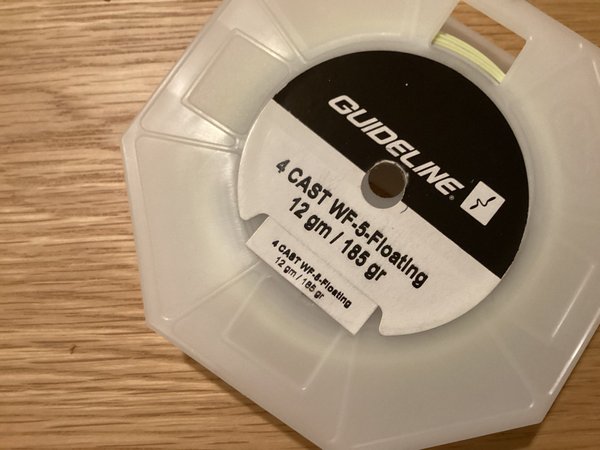 GUIDELINE®
4 CAST WF-5-Floating
12 gm / 185 gr
4 CAST WF-5-Floating
12 gm / 185 gr